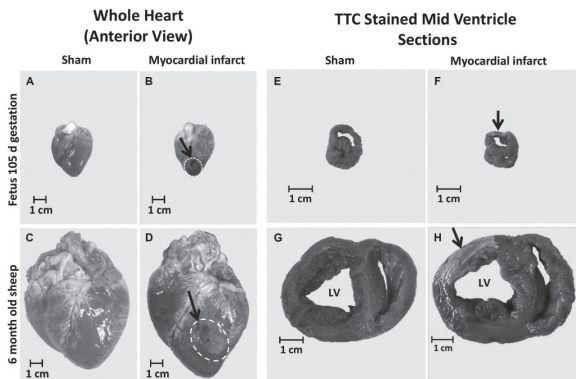 Whole Heart
(Anterior View)
TTC Stained Mid Ventricle
Sections
Sham
Myocardial infarct
Sham
Myocardial infarct
Fetus 105 d gestation
A
B
E
F
1 cm
1 cm
1 cm
1 cm
6 month old sheep
C
D
G
H
LV
LV
1 cm
1 cm
1 cm
1 cm